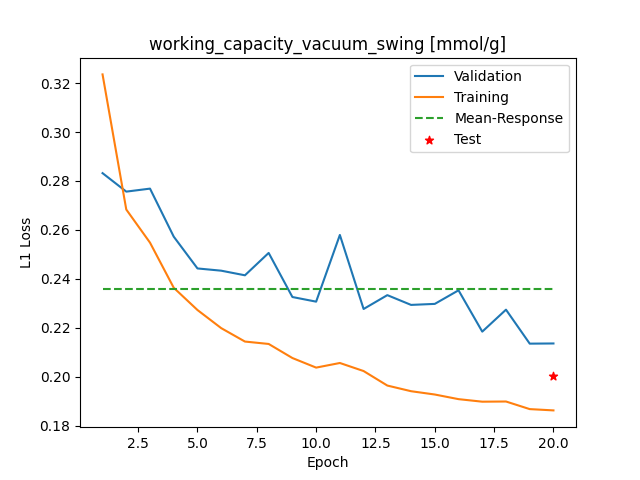 working_capacity_vacuum_swing [mmol/g]
Validation
Training
Mean-Response
Test
L1 Loss
0.32
0.30
0.28
0.26
0.24
0.22
0.20
0.18
2.5 5.0 7.5 10.0 12.5 15.0 17.5 20.0
Epoch